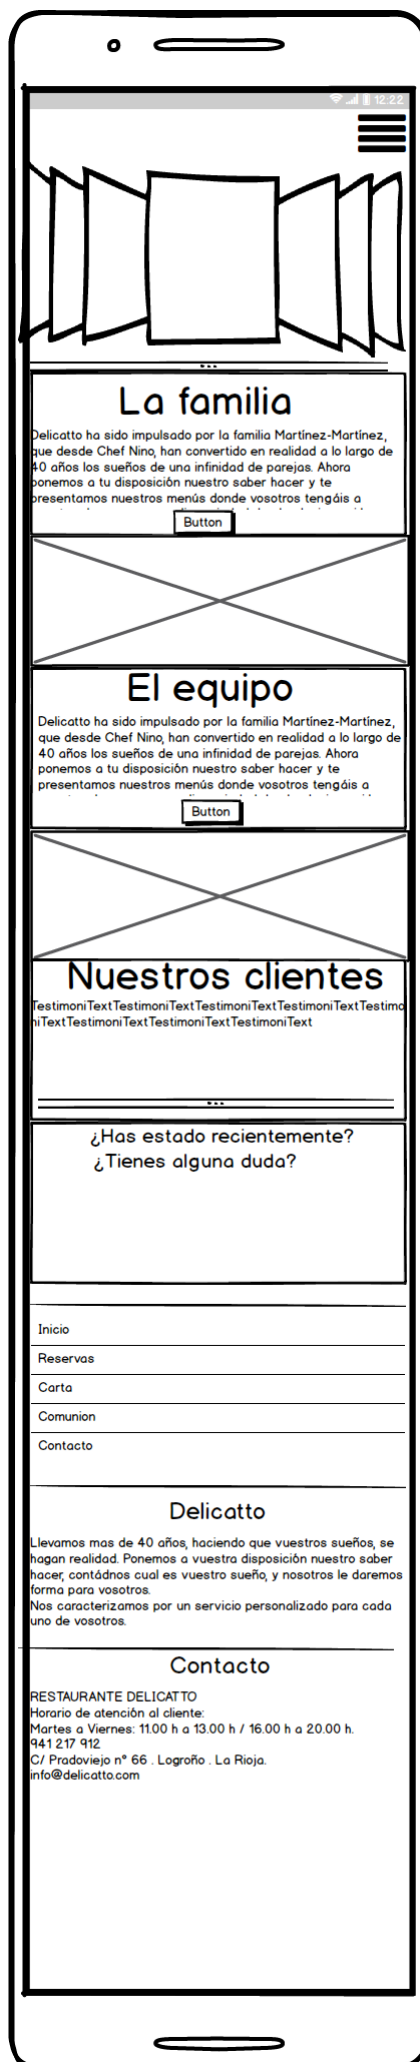 12:22
La familia
Delicatto ha sido impulsado por la familia Martínez-Martínez,
que desde Chef Nino, han convertido en realidad a lo largo de
40 años los sueños de una infinidad de parejas. Ahora
ponemos a tu disposición nuestro saber hacer y te
presentamos nuestros menús donde vosotros tengáis a
Button
El equipo
Delicatto ha sido impulsado por la familia Martínez-Martínez,
que desde Chef Nino, han convertido en realidad a lo largo de
40 años los sueños de una infinidad de parejas. Ahora
ponemos a tu disposición nuestro saber hacer y te
presentamos nuestros menús donde vosotros tengáis a
Button
Nuestros clientes
TestimoniTextTestimoniTextTestimoniTextTestimoniTextTestimo
niTextTestimoniTextTestimoniTextTestimoniText
¿Has estado recientemente?
¿Tienes alguna duda?
Inicio
Reservas
Carta
Comunion
Contacto
Delicatto
Llevamos mas de 40 años, haciendo que vuestros sueños, se
hagan realidad. Ponemos a vuestra disposición nuestro saber
hacer, contádnos cual es vuestro sueño, y nosotros le daremos
forma para vosotros.
Nos caracterizamos por un servicio personalizado para cada
uno de vosotros.
Contacto
RESTAURANTE DELICATTO
Horario de atención al cliente:
Martes a Viernes: 11.00 h a 13.00 h / 16.00 h a 20.00 h.
941 217 912
C/ Pradoviejo nº 66 . Logroño . La Rioja.
info@delicatto.com